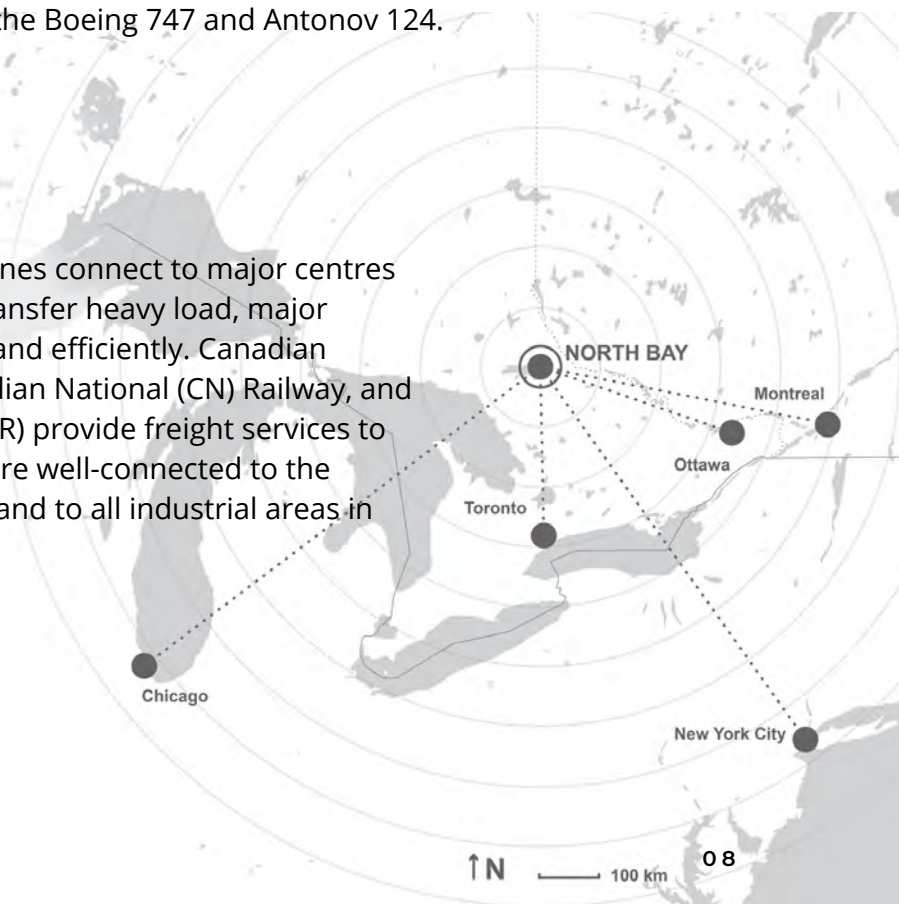 the Boeing 747 and Antonov 124.
nes connect to major centres
ansfer heavy load, major
and efficiently. Canadian
dian National (CN) Railway, and
R) provide freight services to
re well-connected to the
and to all industrial areas in
NORTH BAY
Montreal
Ottawa
Toronto
Chicago
New York City
↑N
100 km
08